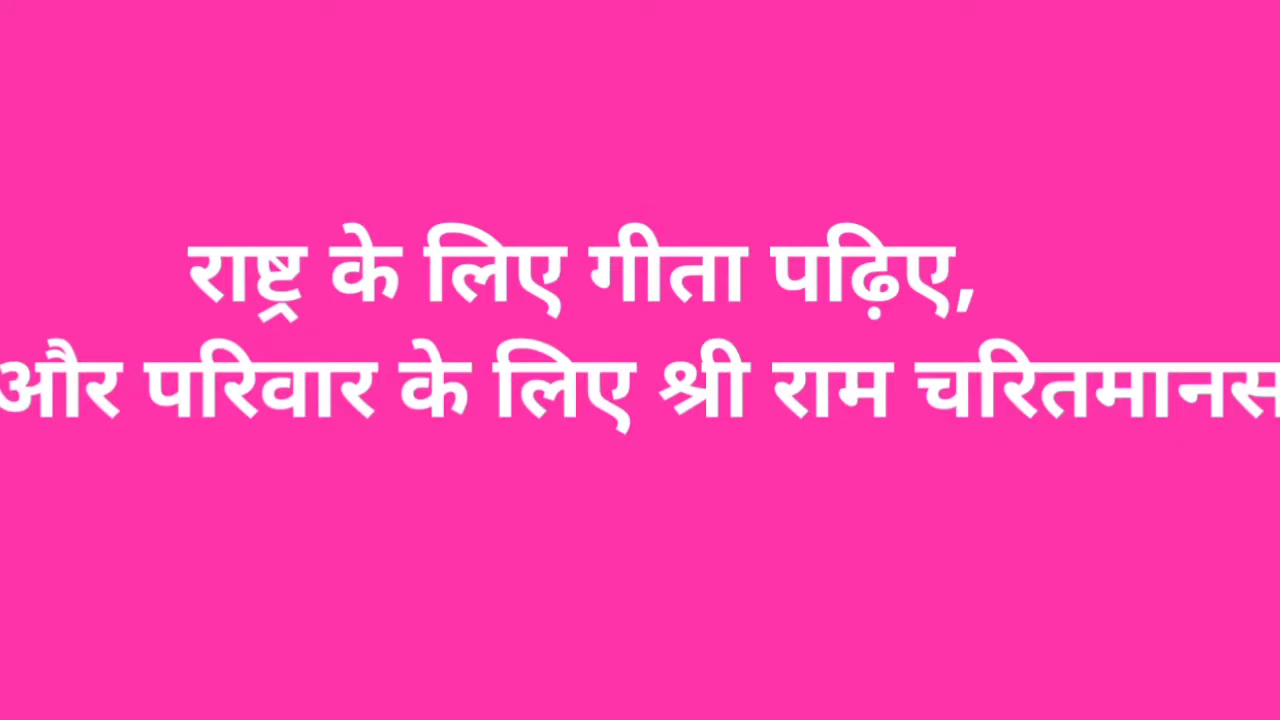 राष्ट्र के लिए गीता पढ़िए,
और परिवार के लिए श्री राम चरितमानस